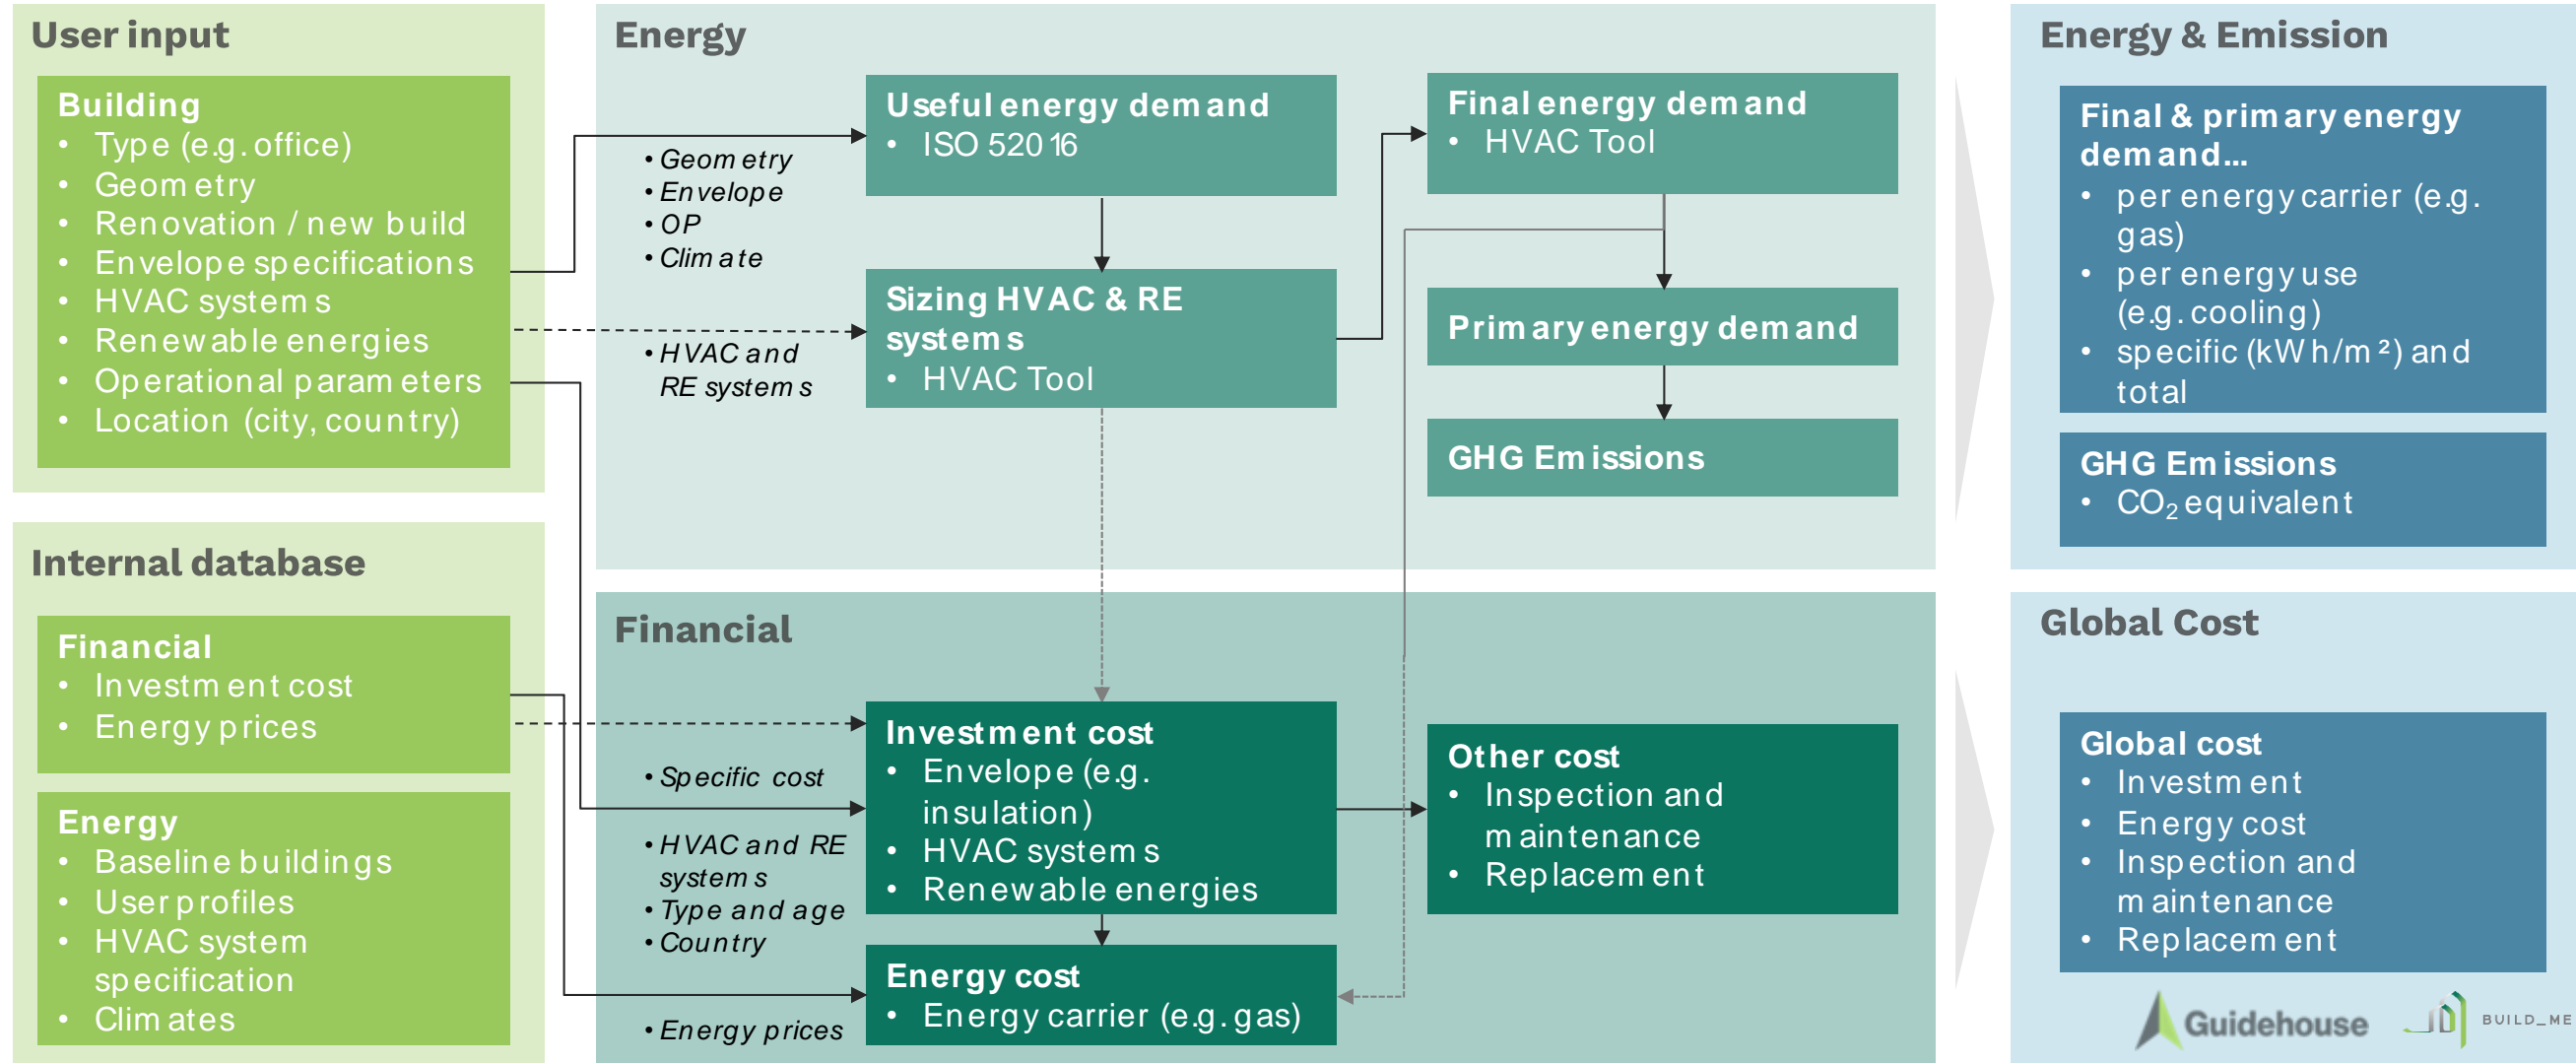 User input
Building
• Type (e.g. office)
• Geometry
• Renovation / new build
• Envelope specifications
• HVAC systems
• Renewable energies
• Operational parameters
• Location (city, country)
Internal database
Financial
• Investment cost
• Energy prices
Energy
• Baseline buildings
• User profiles
• HVAC system
specification
• Climates
Energy
• Geometry
• Envelope
• OP
• Climate
• HVAC and
RE systems
Useful energy demand
• ISO 52016
Sizing HVAC & RE
systems
• HVAC Tool
Final energy demand
• HVAC Tool
Primary energy demand
GHG Emissions
Financial
• Specific cost
• HVAC and RE
systems
• Type and age
• Country
• Energy prices
Investment cost
• Envelope (e.g.
insulation)
• HVAC systems
• Renewable energies
Energy cost
• Energy carrier (e.g. gas)
Other cost
• Inspection and
maintenance
• Replacement
Energy & Emission
Final & primary energy
demand...
• per energy carrier (e.g.
gas)
• per energy use
(e.g. cooling)
• specific (kWh/m²) and
total
GHG Emissions
• CO₂ equivalent
Global Cost
Global cost
• Investment
• Energy cost
• Inspection and
maintenance
• Replacement
Guidehouse
BUILD_ME